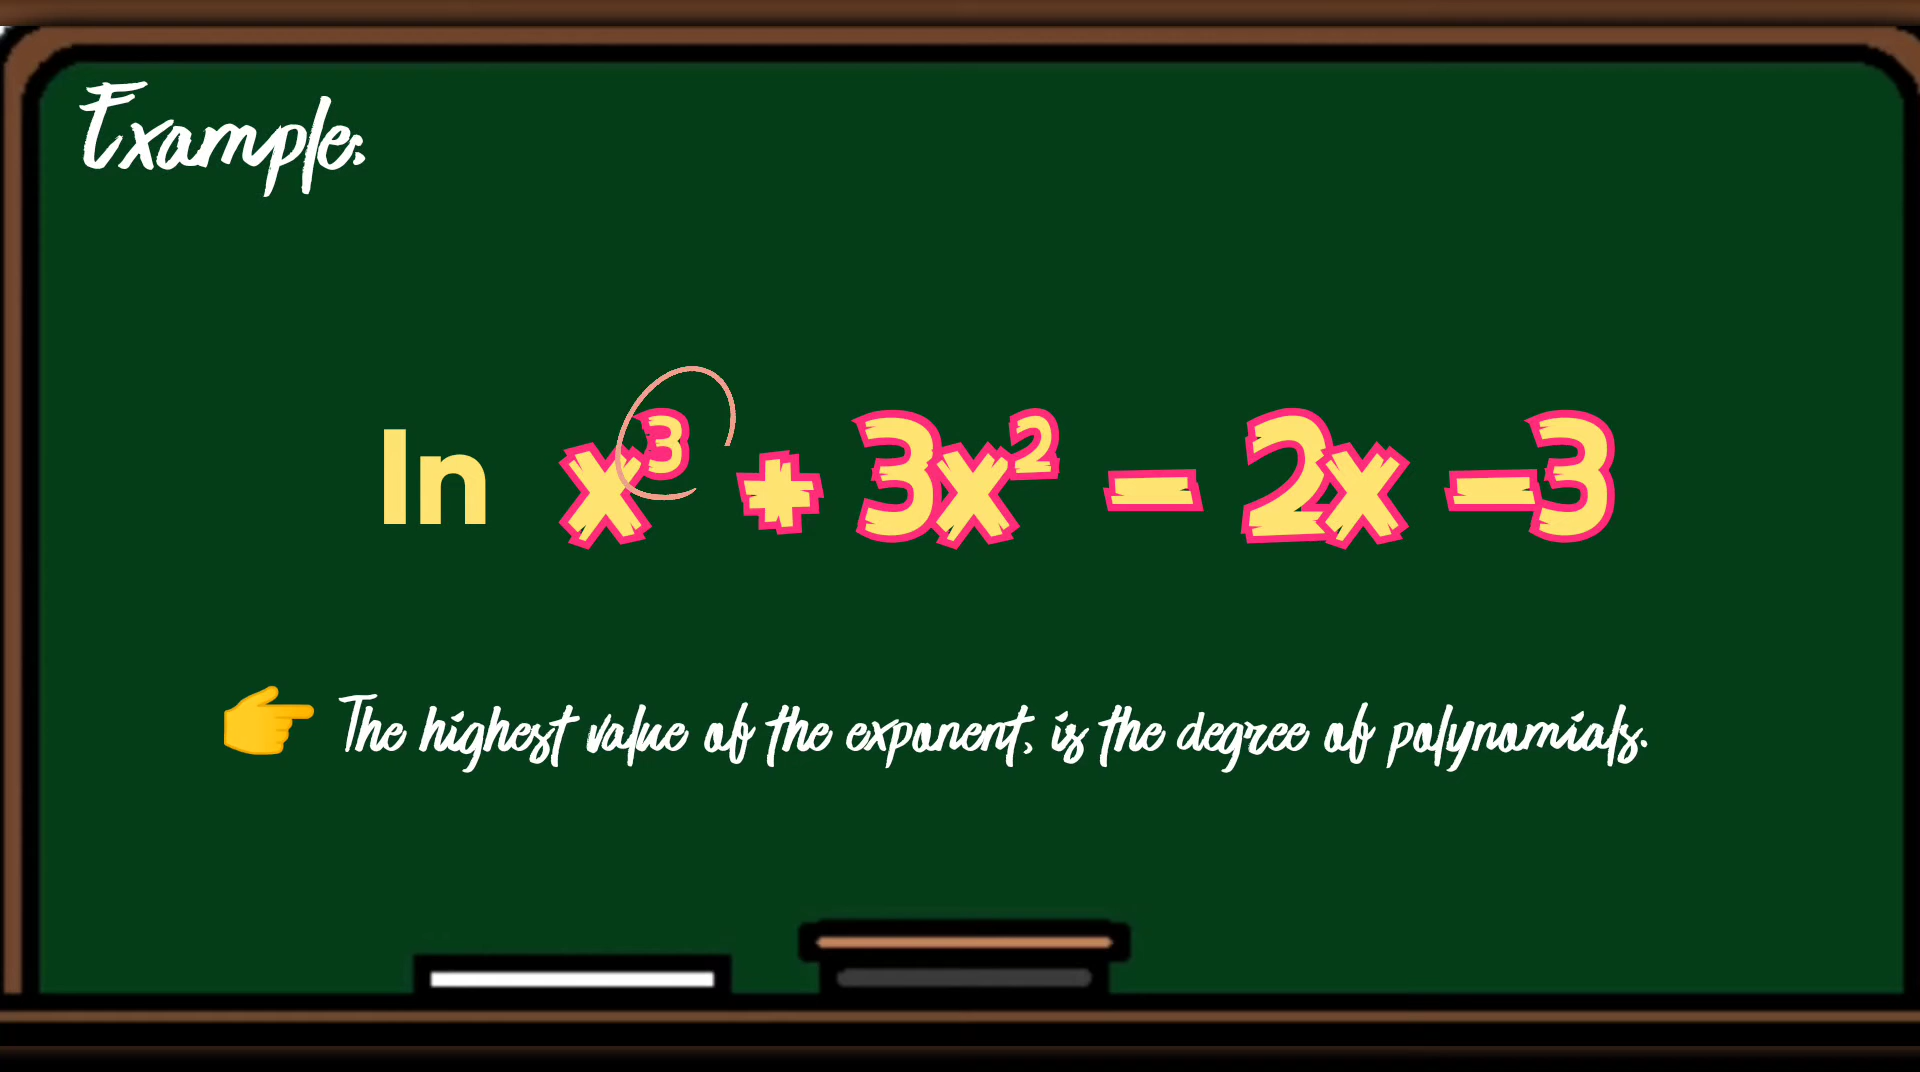 Example:
In x³ + 3x² – 2x –3
👉 The highest value of the exponent, is the degree of polynomials.